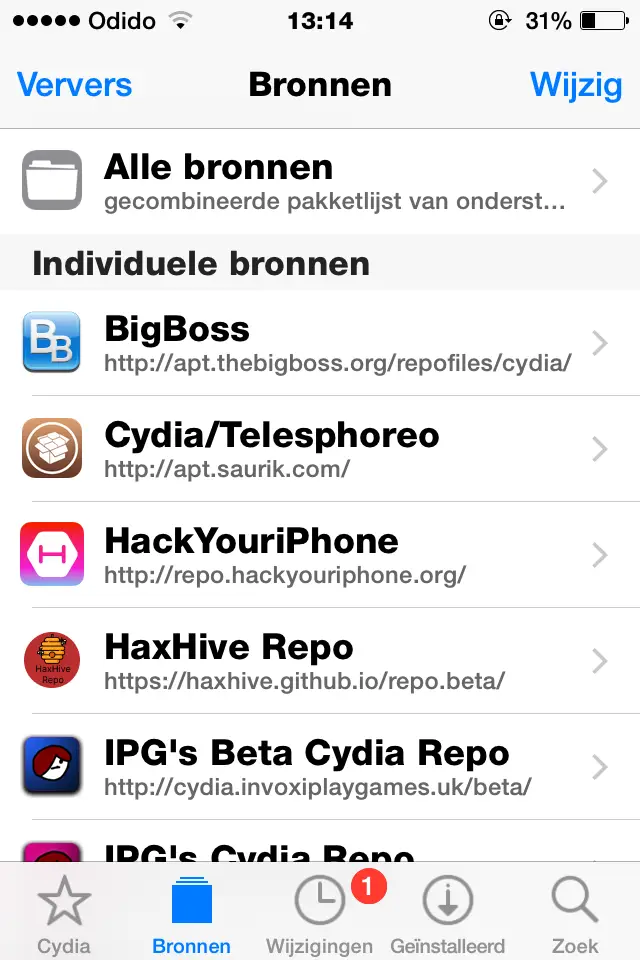 Odido 13:14 31%
Ververs Bronnen Wijzig
Alle bronnen
gecombineerde pakketlijst van onderst...
Individuele bronnen
BB
BigBoss
http://apt.thebigboss.org/repofiles/cydia/
Cydia/Telesphoreo
http://apt.saurik.com/
HackYouriPhone
http://repo.hackyouriphone.org/
HaxHive
Repo
HaxHive Repo
https://haxhive.github.io/repo.beta/
IPG's Beta Cydia Repo
http://cydia.invoxiplaygames.uk/beta/
IPG's Cydia Repo
1
Cydia Bronnen Wijzigingen Geïnstalleerd Zoek